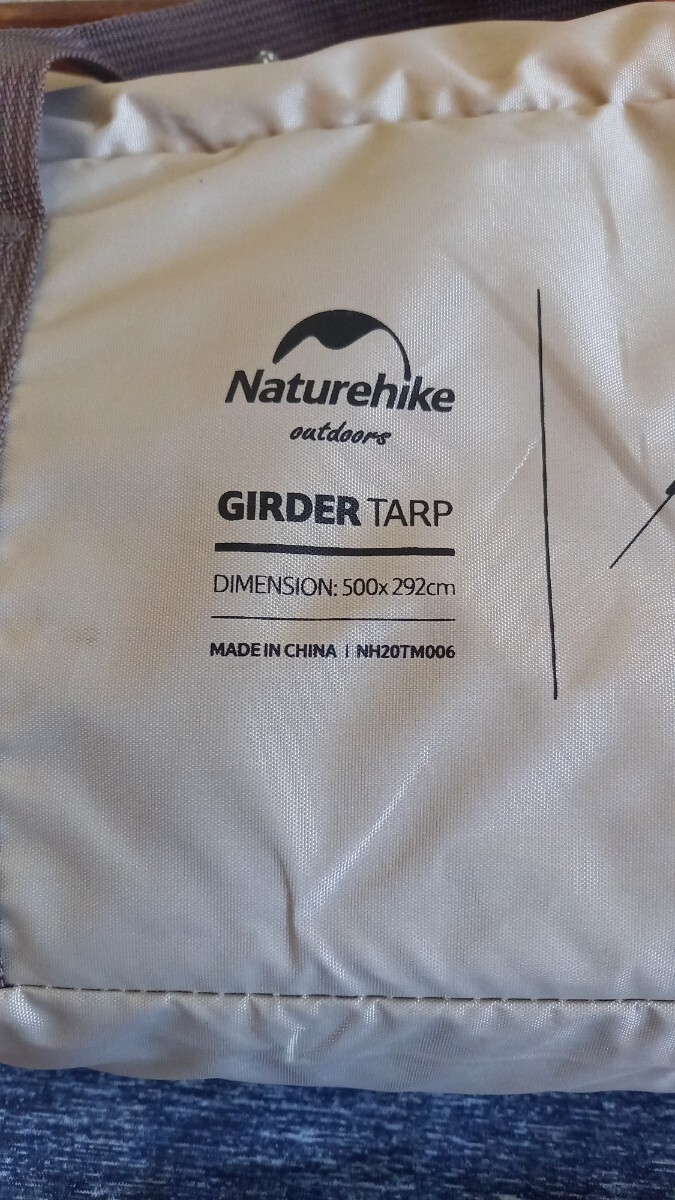 Naturehike
outdoors
GIRDER TARP
DIMENSION: 500x292cm
MADE IN CHINA | NH20TM006